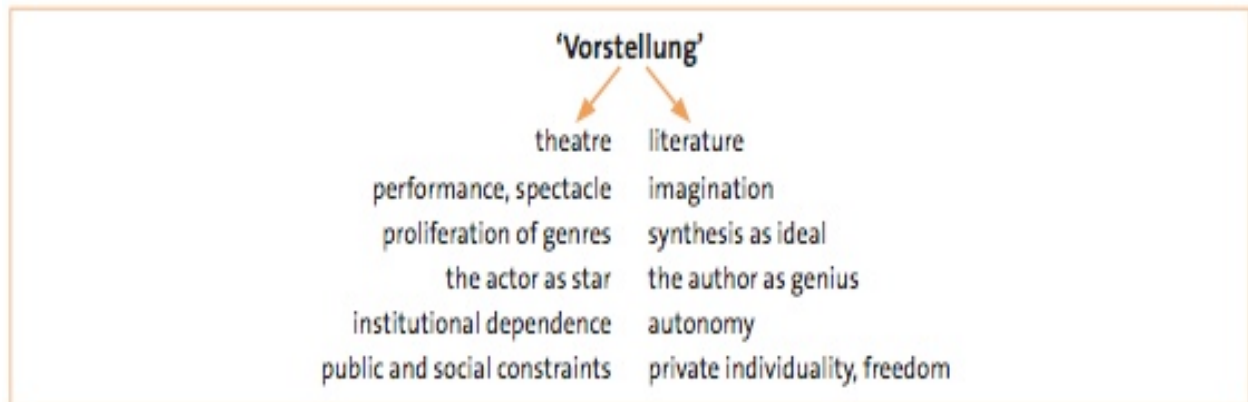 ‘Vorstellung’
theatre literature
performance, spectacle imagination
proliferation of genres synthesis as ideal
the actor as star the author as genius
institutional dependence autonomy
public and social constraints private individuality, freedom